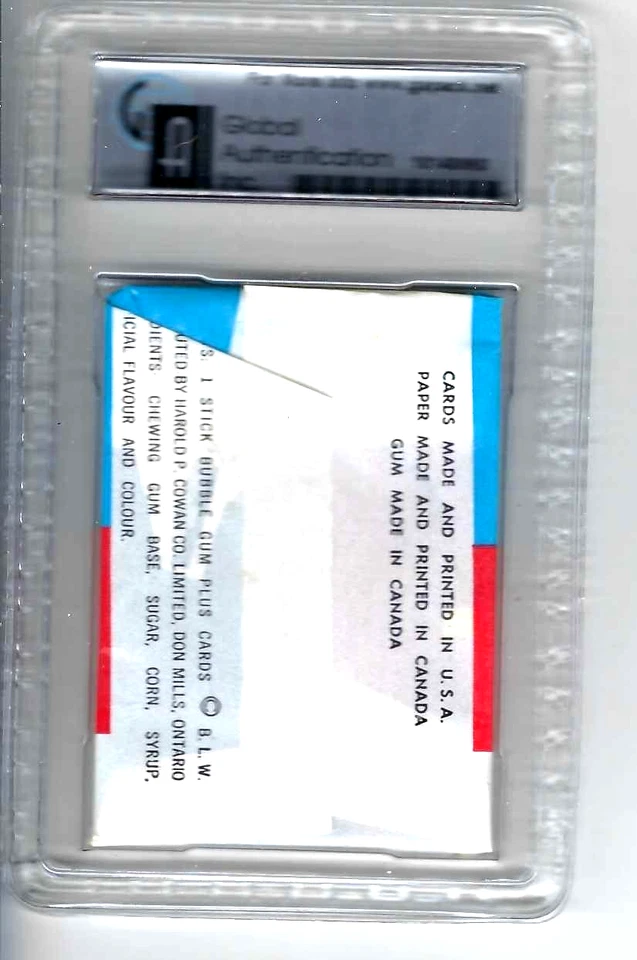 Global
Authentication
Inc.
CARDS MADE AND PRINTED IN U.S.A.
PAPER MADE AND PRINTED IN CANADA
GUM MADE IN CANADA
S: 1 STICK BUBBLE GUM PLUS CARDS © B.L.W.
UTED BY HAROLD P. COWAN CO. LIMITED, DON MILLS, ONTARIO
DIENTS: CHEWING GUM BASE, SUGAR, CORN, SYRUP,
ICIAL FLAVOUR AND COLOUR.